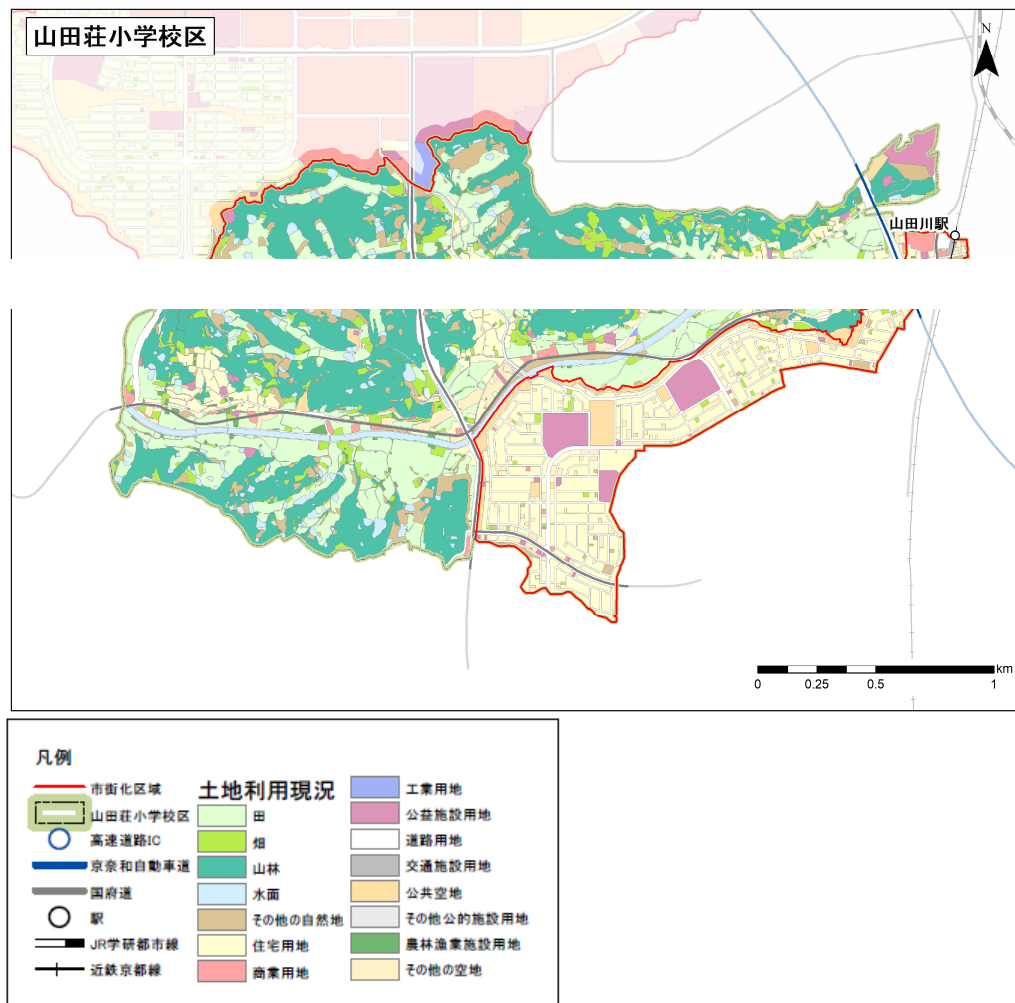 山田荘小学校区
N
山田川駅
km
0 0.25 0.5 1
凡例
市街化区域
山田荘小学校区
高速道路IC
京奈和自動車道
国府道
駅
JR学研都市線
近鉄京都線
土地利用現況
田
畑
山林
水面
その他の自然地
住宅用地
商業用地
工業用地
公益施設用地
道路用地
交通施設用地
公共空地
その他公的施設用地
農林漁業施設用地
その他の空地